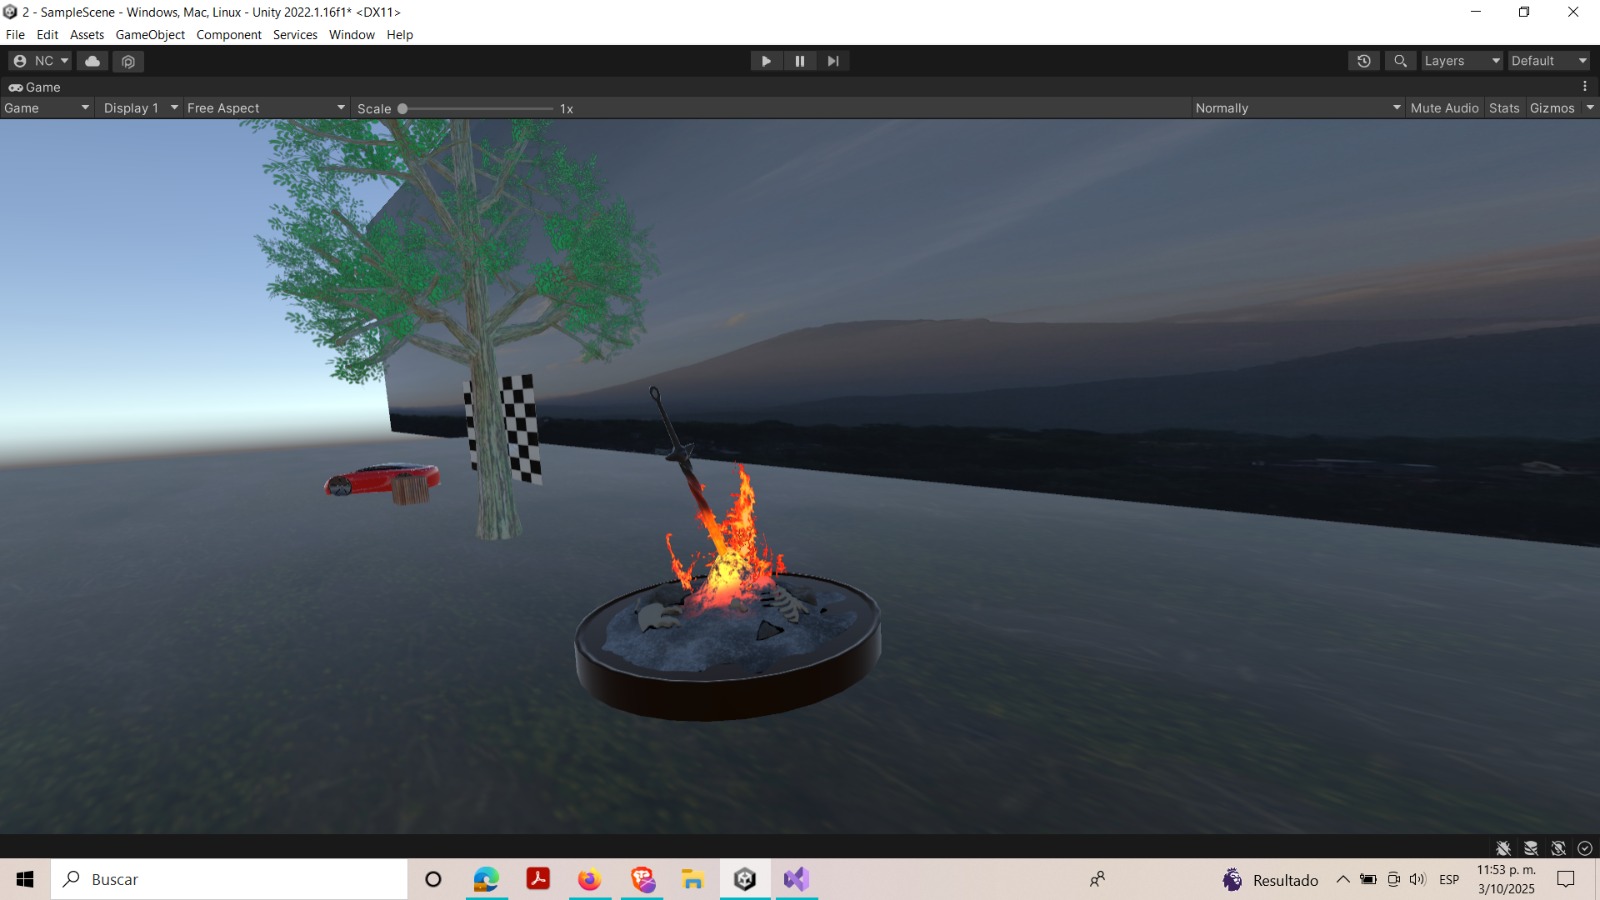 2 - SampleScene - Windows, Mac, Linux - Unity 2022.1.16f1* <DX11>
File Edit Assets GameObject Component Services Window Help
NC Layers Default
Game
Game Display 1 Free Aspect Scale 1x Normally Mute Audio Stats Gizmos
Buscar Resultado ESP 11:53 p. m.
3/10/2025